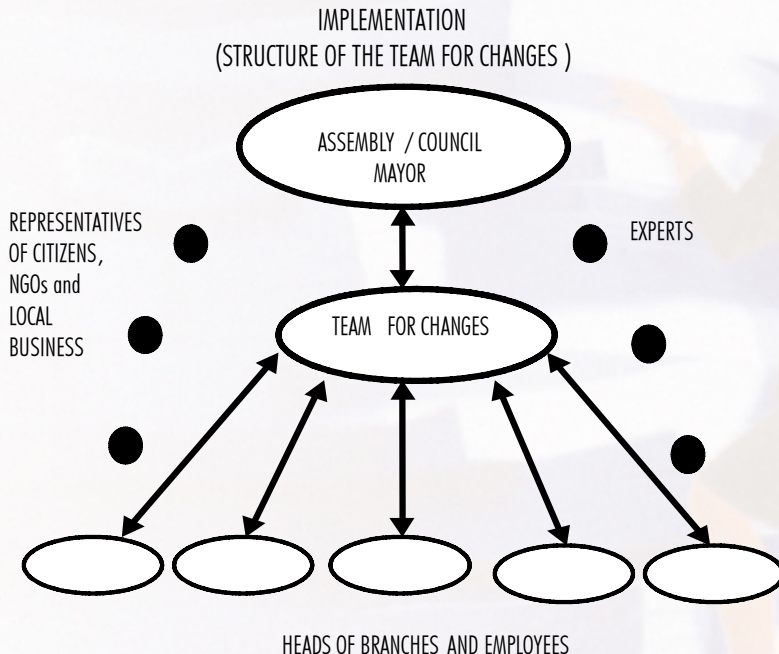 IMPLEMENTATION
(STRUCTURE OF THE TEAM FOR CHANGES )
ASSEMBLY / COUNCIL
MAYOR
REPRESENTATIVES
OF CITIZENS,
NGOs and
LOCAL
BUSINESS
EXPERTS
TEAM FOR CHANGES
HEADS OF BRANCHES AND EMPLOYEES